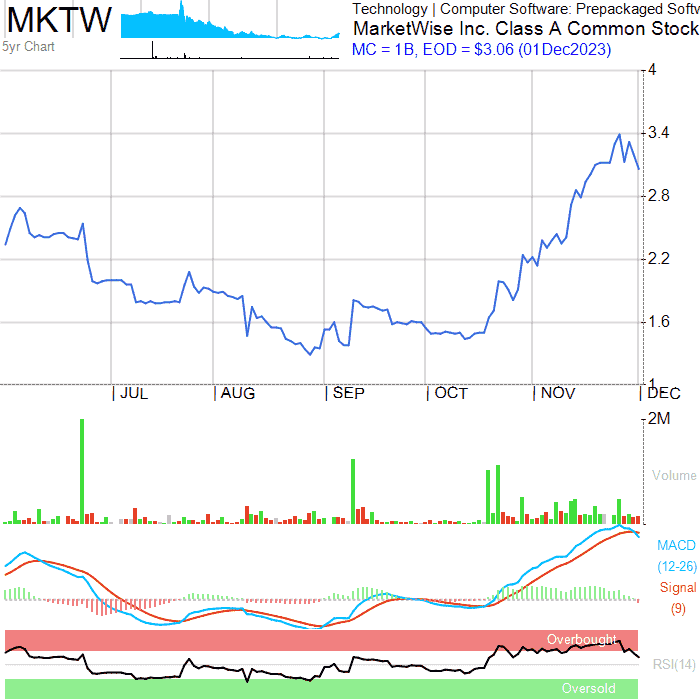 MKTW
Technology | Computer Software: Prepackaged Softw
MarketWise Inc. Class A Common Stock
5yr Chart
MC = 1B, EOD = $3.06 (01Dec2023)
4
3.4
2.8
2.2
1.6
1
JUL AUG SEP OCT NOV DEC
2M
Volume
MACD
(12-26)
Signal
(9)
Overbought
RSI(14)
Oversold